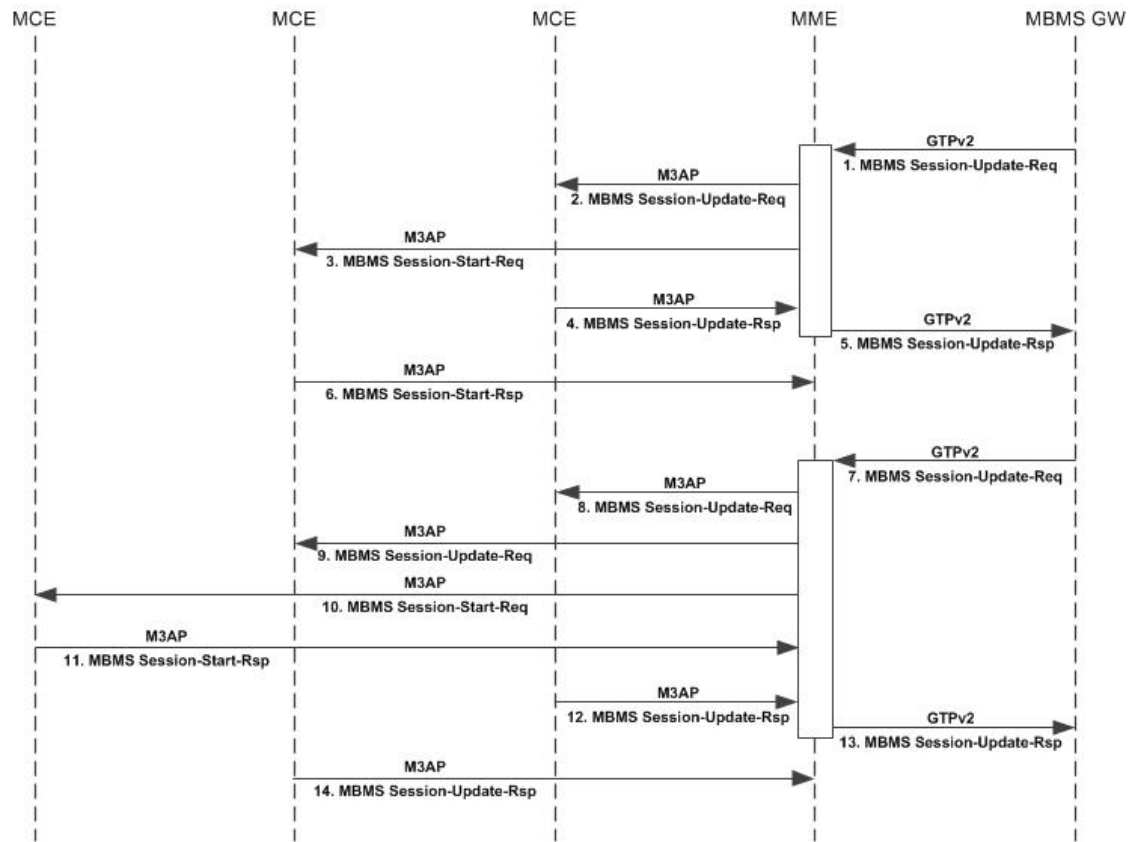 MCE MCE MCE MME MBMS GW
GTPv2
1. MBMS Session-Update-Req
M3AP
2. MBMS Session-Update-Req
M3AP
3. MBMS Session-Start-Req
M3AP
4. MBMS Session-Update-Rsp
GTPv2
5. MBMS Session-Update-Rsp
M3AP
6. MBMS Session-Start-Rsp
GTPv2
7. MBMS Session-Update-Req
M3AP
8. MBMS Session-Update-Req
M3AP
9. MBMS Session-Update-Req
M3AP
10. MBMS Session-Start-Req
M3AP
11. MBMS Session-Start-Rsp
M3AP
12. MBMS Session-Update-Rsp
GTPv2
13. MBMS Session-Update-Rsp
M3AP
14. MBMS Session-Update-Rsp